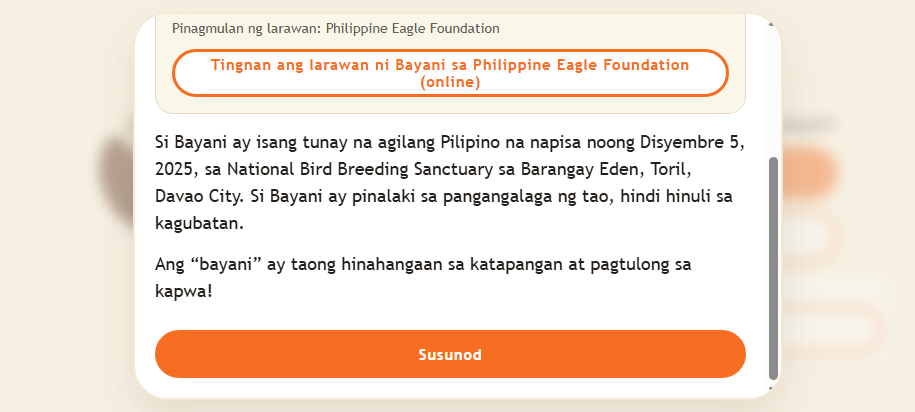 Pinagmulan ng larawan: Philippine Eagle Foundation
Tingnan ang larawan ni Bayani sa Philippine Eagle Foundation
(online)
Si Bayani ay isang tunay na agilang Pilipino na napisa noong Disyembre 5,
2025, sa National Bird Breeding Sanctuary sa Barangay Eden, Toril,
Davao City. Si Bayani ay pinalaki sa pangangalaga ng tao, hindi hinuli sa
kagubatan.
Ang “bayani” ay taong hinahangaan sa katapangan at pagtulong sa
kapwa!
Susunod